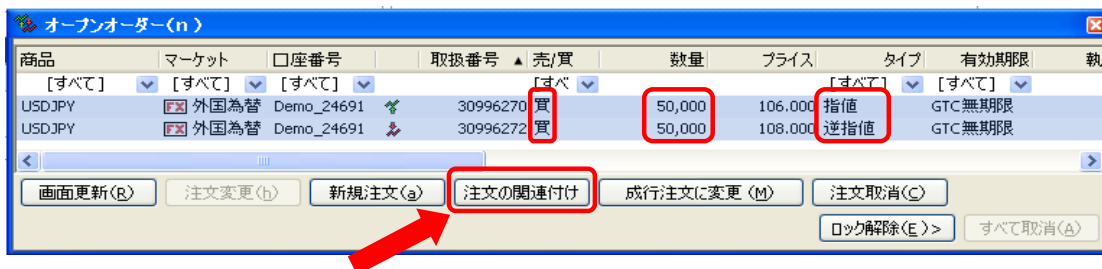 オープンオーダー(n)
商品 マーケット 口座番号 取扱番号 ▲ 売/買 数量 プライス タイプ 有効期限 執
[すべて] [すべて] [すべて] [すべ [すべて] [すべて]
USDJPY FX 外国為替 Demo_24691 30996270 買 50,000 106.000 指値 GTC無期限
USDJPY FX 外国為替 Demo_24691 30996272 買 50,000 108.000 逆指値 GTC無期限
画面更新(R) 注文変更(h) 新規注文(a) 注文の関連付け 成行注文に変更 (M) 注文取消(C)
ロック解除(E)> すべて取消(A)